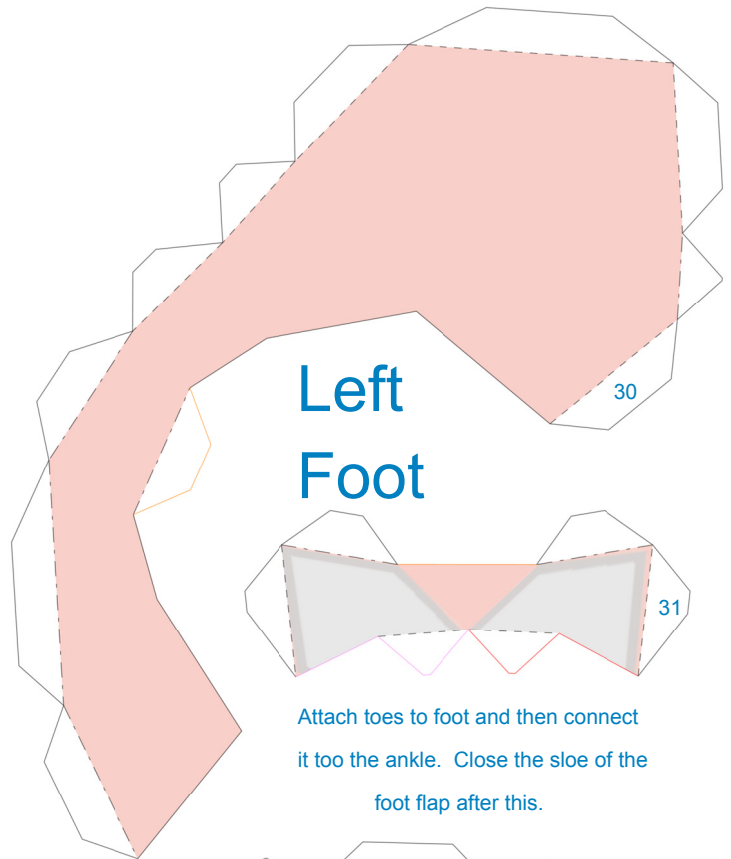 Left
30
Foot
31
Attach toes to foot and then connect
it too the ankle. Close the sloe of the
foot flap after this.